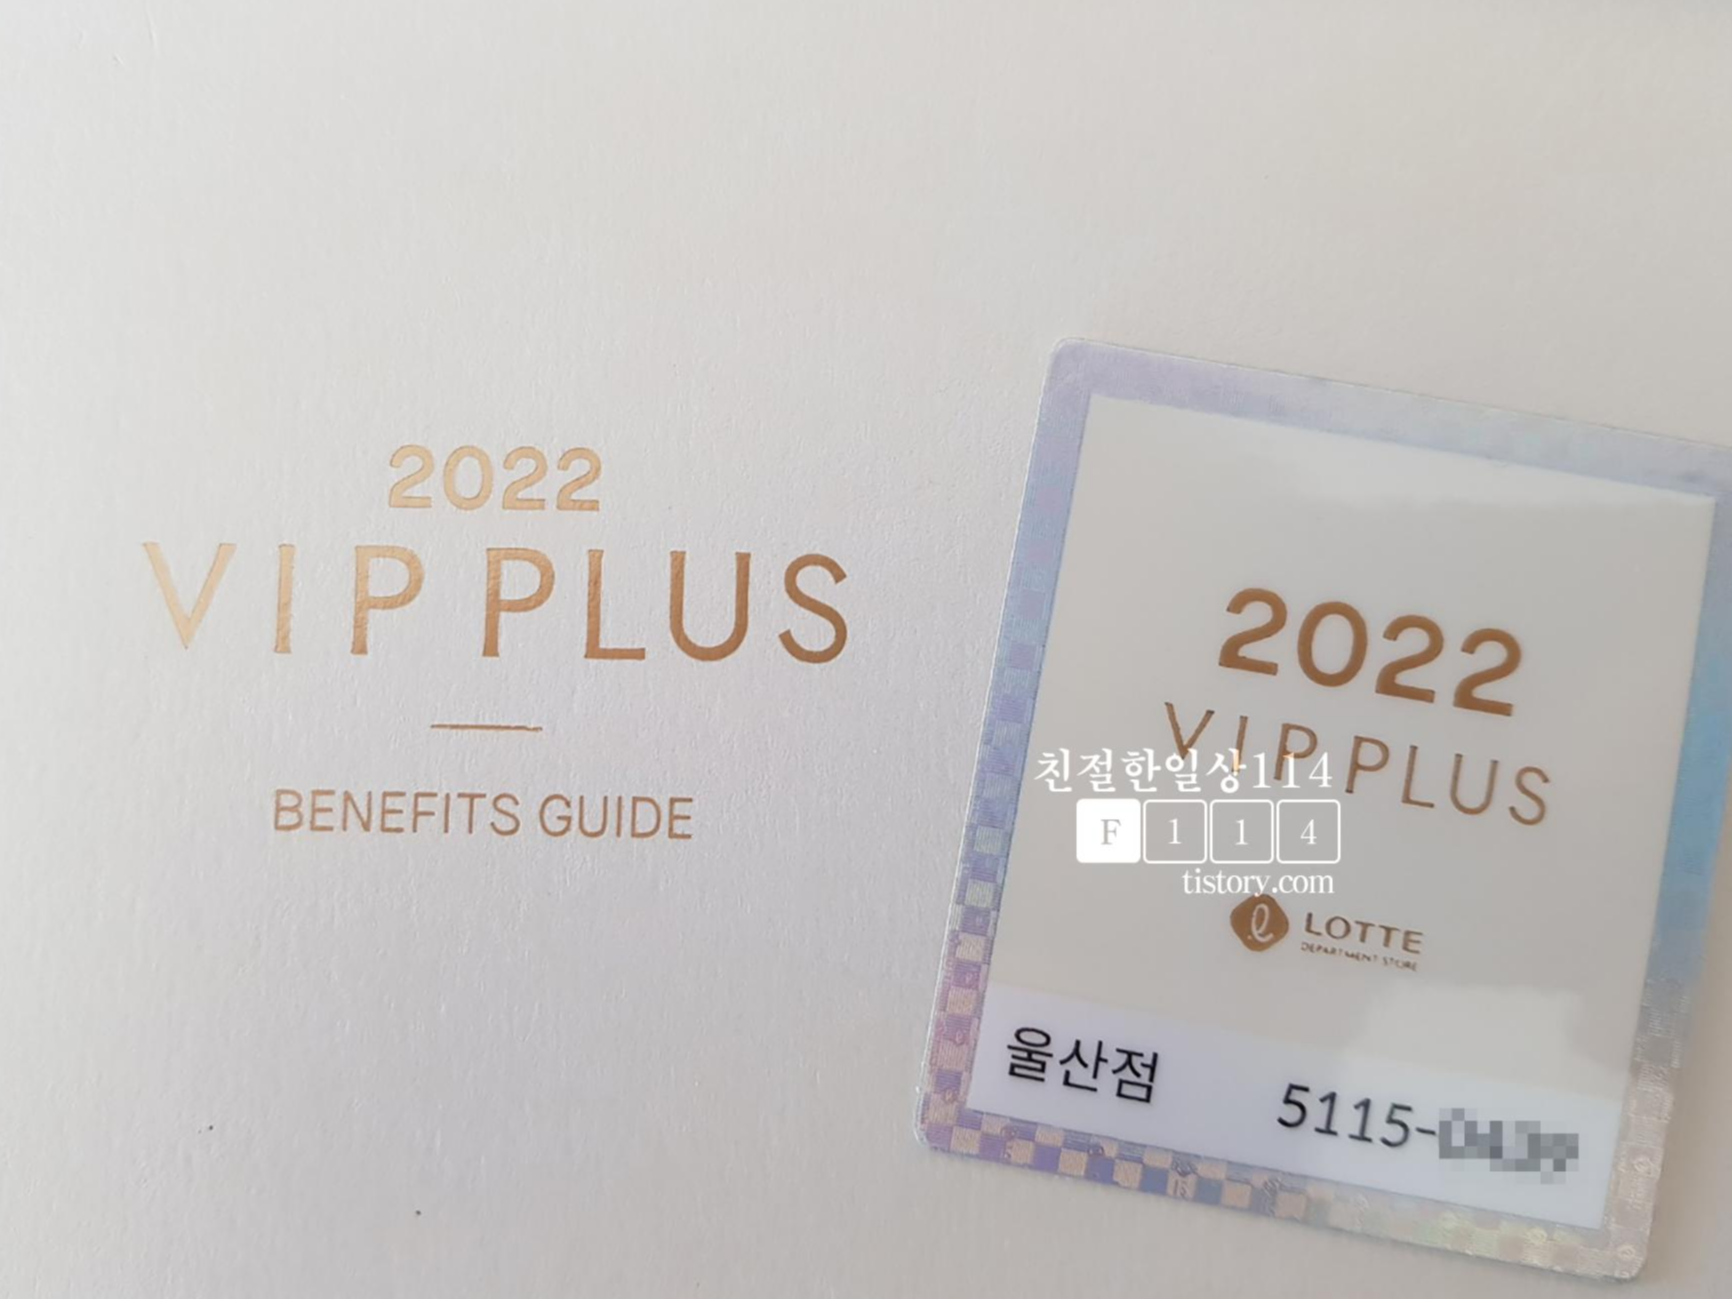 2022
VIP PLUS
BENEFITS GUIDE
2022
VIP PLUS
친절한일상114
F 1 1 4
tistory.com
LOTTE
DEPARTMENT STORE
울산점 5115-